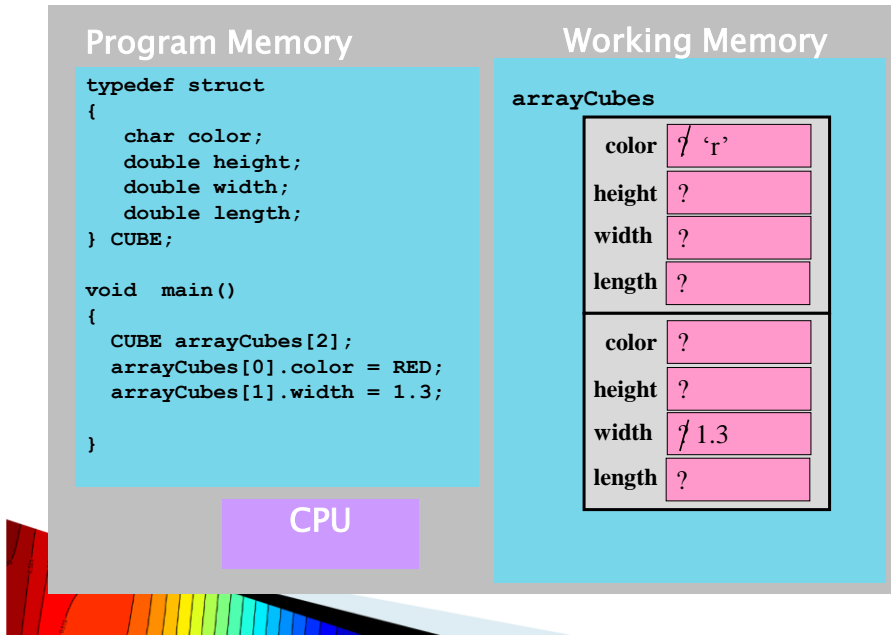 Program Memory
typedef struct
{
char color;
double height;
double width;
double length;
} CUBE;
void main()
{
CUBE arrayCubes[2];
arrayCubes[0].color = RED;
arrayCubes[1].width = 1.3;
}
CPU
Working Memory
arrayCubes
color ? ‘r’
height ?
width ?
length ?
color ?
height ?
width ? 1.3
length ?